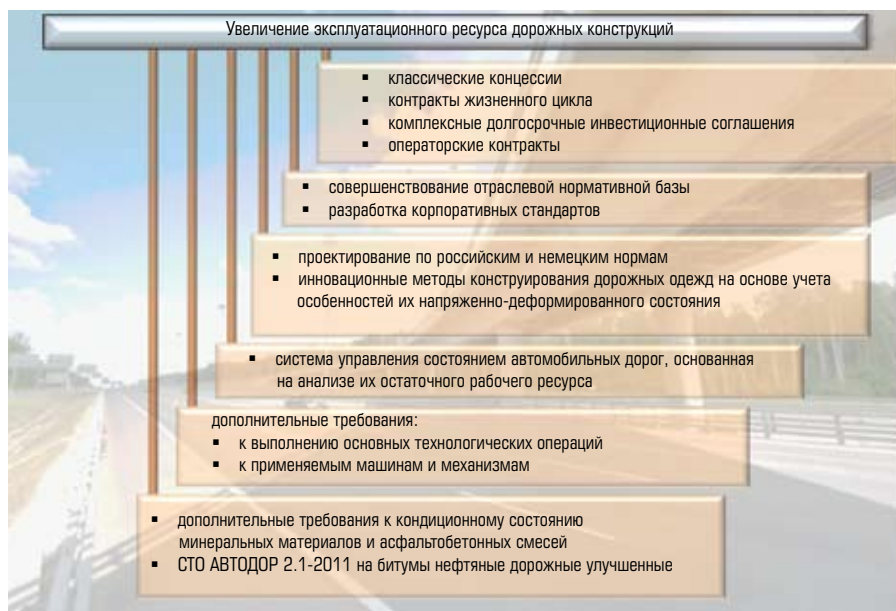 Увеличение эксплуатационного ресурса дорожных конструкций
▪ классические концессии
▪ контракты жизненного цикла
▪ комплексные долгосрочные инвестиционные соглашения
▪ операторские контракты
▪ совершенствование отраслевой нормативной базы
▪ разработка корпоративных стандартов
▪ проектирование по российским и немецким нормам
▪ инновационные методы конструирования дорожных одежд на основе учета
особенностей их напряженно-деформированного состояния
▪ система управления состоянием автомобильных дорог, основанная
на анализе их остаточного рабочего ресурса
дополнительные требования:
▪ к выполнению основных технологических операций
▪ к применяемым машинам и механизмам
▪ дополнительные требования к кондиционному состоянию
минеральных материалов и асфальтобетонных смесей
▪ СТО АВТОДОР 2.1-2011 на битумы нефтяные дорожные улучшенные